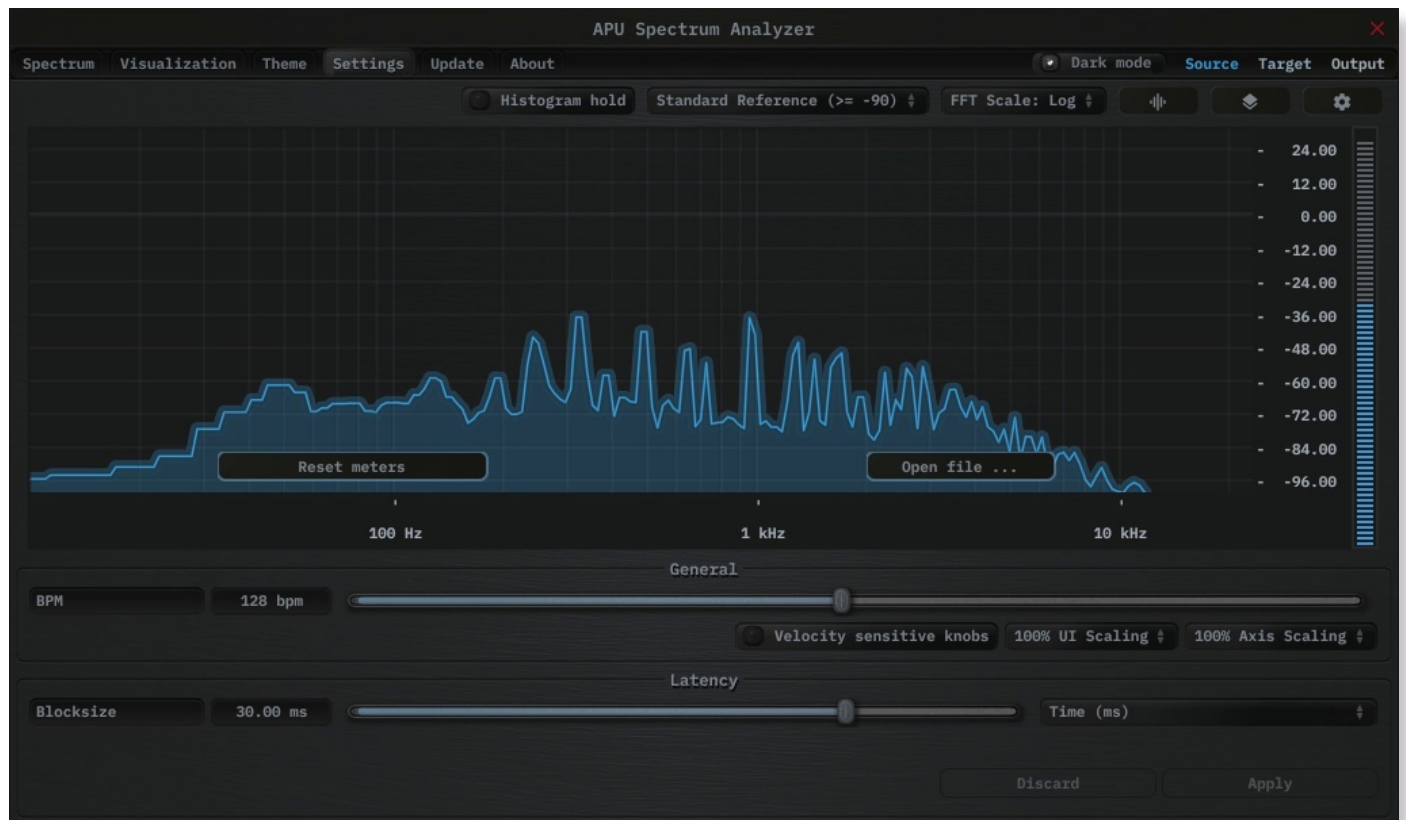 APU Spectrum Analyzer
Spectrum Visualization Theme Settings Update About Dark mode Source Target Output
Histogram hold Standard Reference (>= -90) FFT Scale: Log
- 24.00
- 12.00
- 0.00
- -12.00
- -24.00
- -36.00
- -48.00
- -60.00
- -72.00
- -84.00
Reset meters Open file ...
- -96.00
100 Hz 1 kHz 10 kHz
General
BPM 128 bpm
Velocity sensitive knobs 100% UI Scaling 100% Axis Scaling
Latency
Blocksize 30.00 ms Time (ms)
Discard Apply